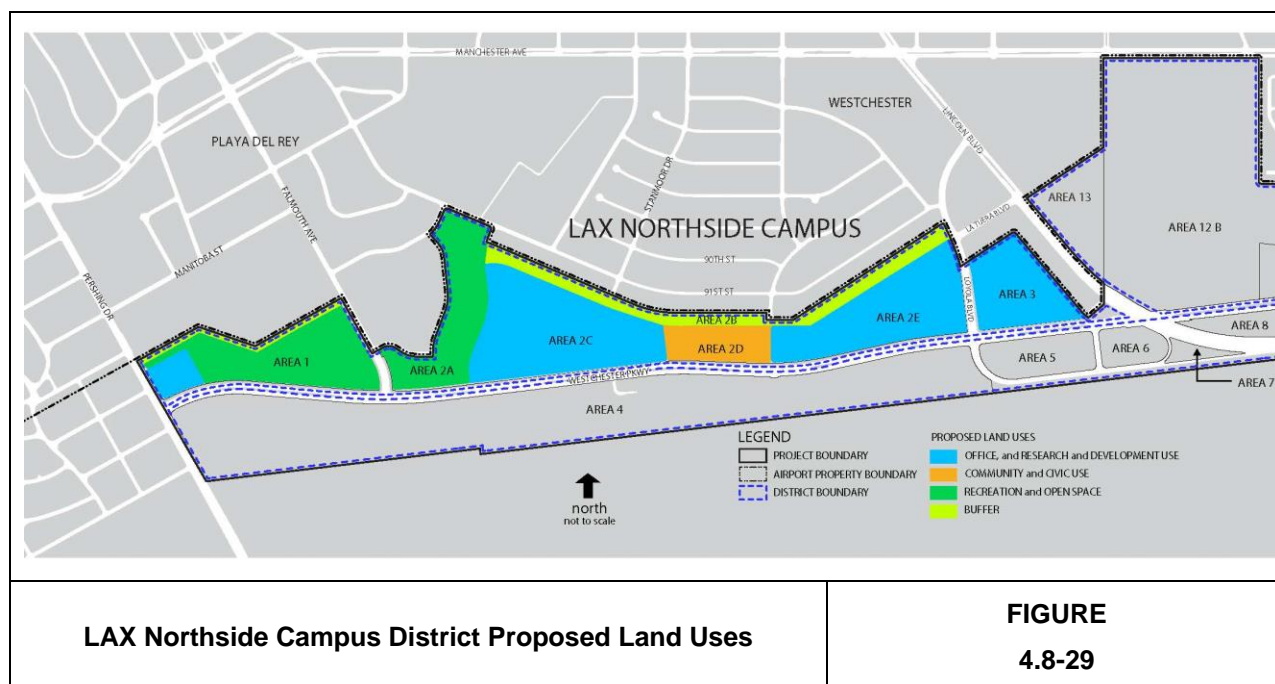 MANCHESTER AVE
WESTCHESTER
PLAYA DEL REY
LINCOLN BLVD
STANMOOR DR
FALMOUTH AVE
AREA 13
LAX NORTHSIDE CAMPUS
LA TIJERA BLVD
AREA 12 B
MANITOBA ST
90TH ST
PERSHING DR
91ST ST
LOYOLA BLVD
AREA 3
AREA 2B
AREA 2E
AREA 8
AREA 2C
AREA 2D
AREA 6
AREA 5
AREA 1
AREA 2A
WESTCHESTER PKWY
AREA 7
AREA 4
LEGEND
PROJECT BOUNDARY
AIRPORT PROPERTY BOUNDARY
DISTRICT BOUNDARY
PROPOSED LAND USES
OFFICE, and RESEARCH and DEVELOPMENT USE
COMMUNITY and CIVIC USE
RECREATION and OPEN SPACE
BUFFER
north
not to scale
LAX Northside Campus District Proposed Land Uses
FIGURE
4.8-29